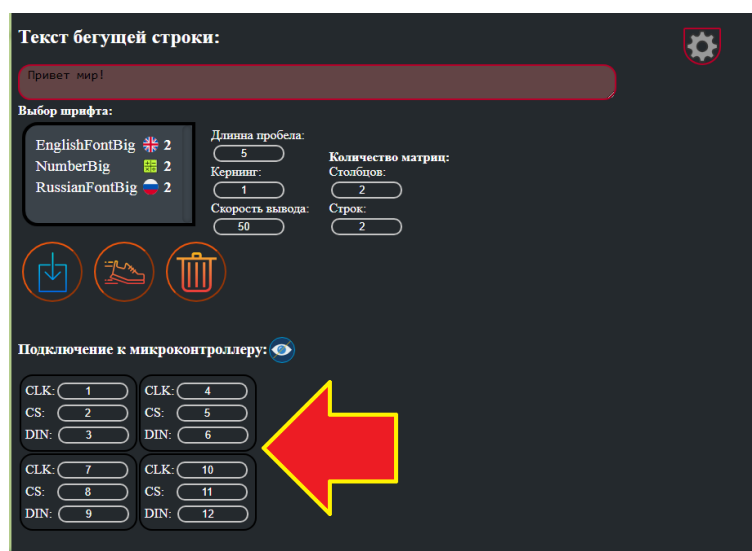 Текст бегущей строки:
Привет мир!
Выбор шрифта:
EnglishFontBig 2
NumberBig 2
RussianFontBig 2
Длинна пробела:
5
Кернинг:
1
Скорость вывода:
50
Количество матриц:
Столбцов:
2
Строк:
2
Подключение к микроконтроллеру:
CLK: 1
CS: 2
DIN: 3
CLK: 4
CS: 5
DIN: 6
CLK: 7
CS: 8
DIN: 9
CLK: 10
CS: 11
DIN: 12